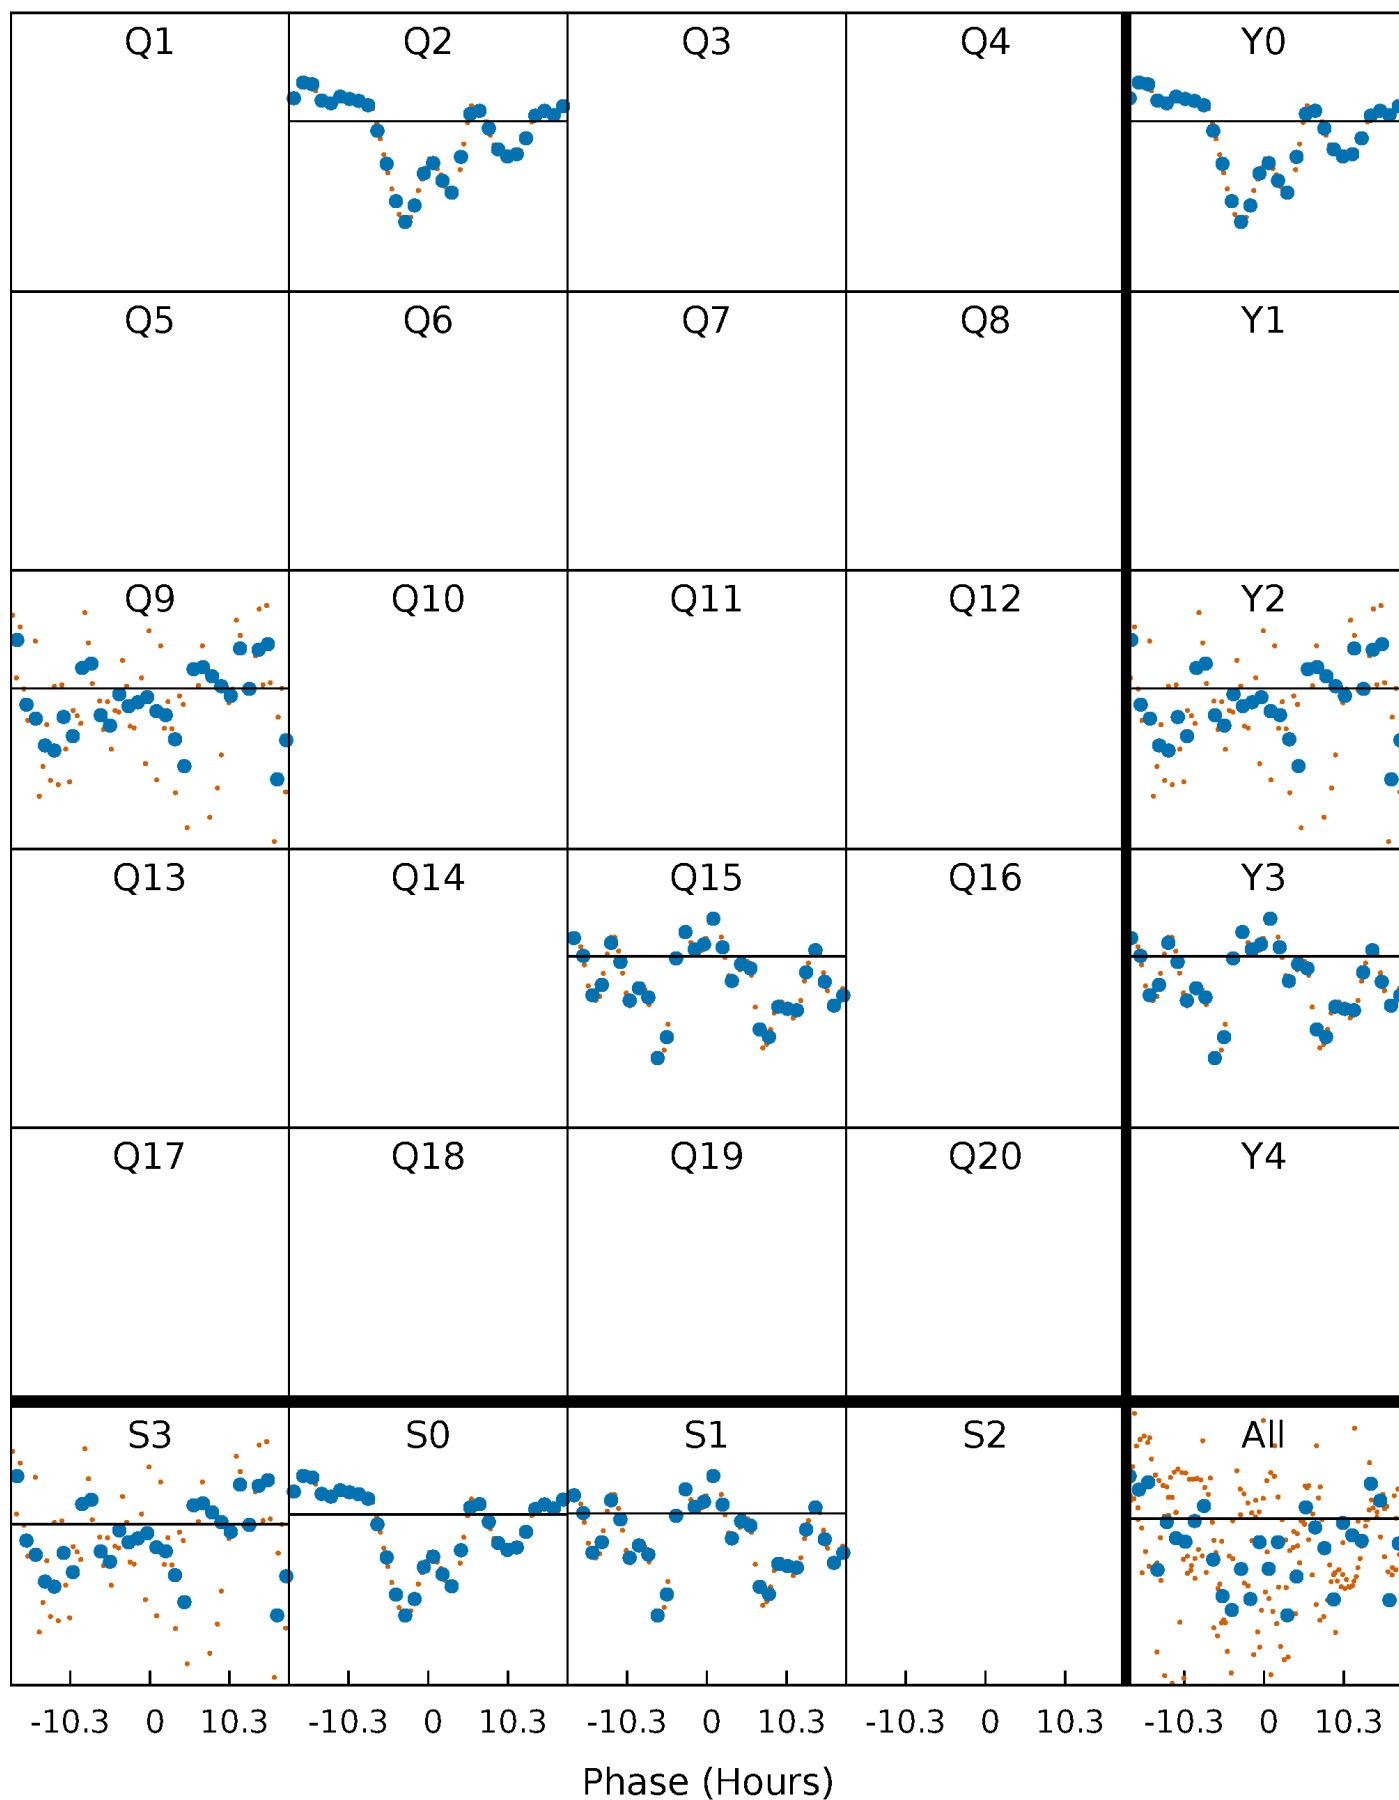 Q1 Q2 Q3 Q4 Y0
Q5 Q6 Q7 Q8 Y1
Q9 Q10 Q11 Q12 Y2
Q13 Q14 Q15 Q16 Y3
Q17 Q18 Q19 Q20 Y4
S3 S0 S1 S2 All
-10.3 0 10.3 -10.3 0 10.3 -10.3 0 10.3 -10.3 0 10.3 -10.3 0 10.3
Phase (Hours)